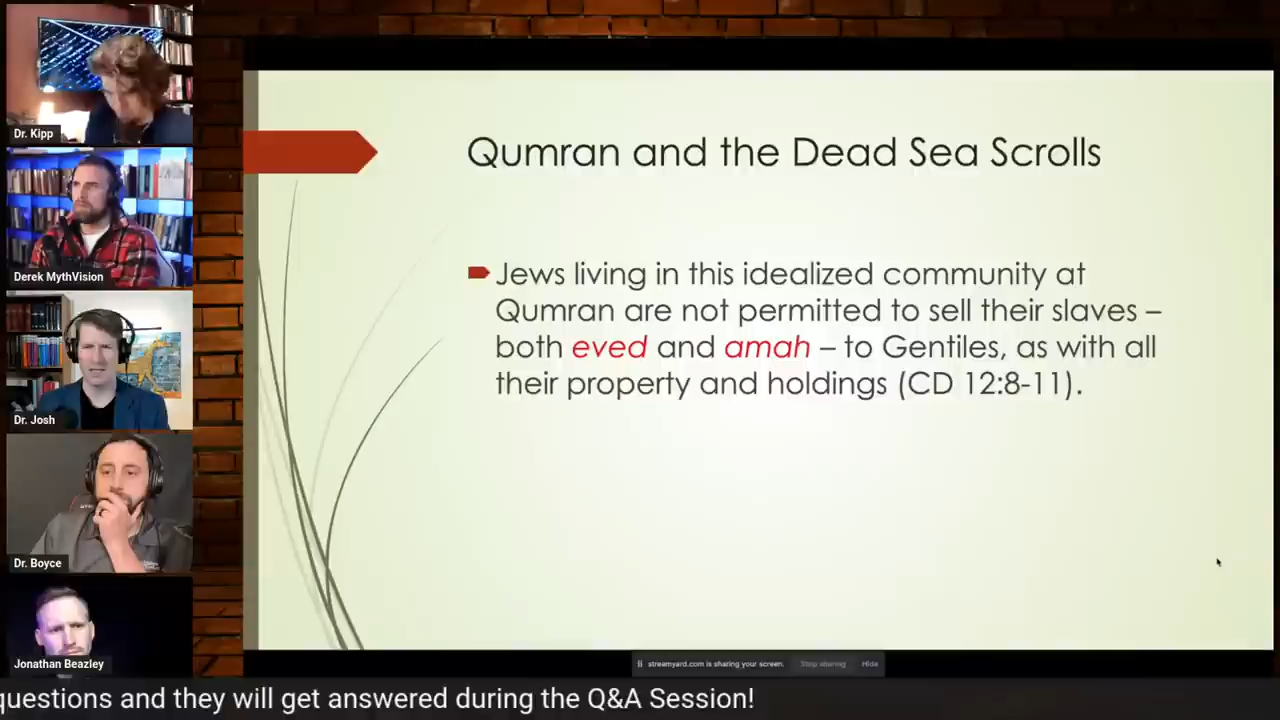 Dr. Kipp
Derek MythVision
Dr. Josh
Dr. Boyce
Jonathan Beazley
Qumran and the Dead Sea Scrolls
Jews living in this idealized community at
Qumran are not permitted to sell their slaves –
both eved and amah – to Gentiles, as with all
their property and holdings (CD 12:8-11).
streamyard.com is sharing your screen.
Stop sharing
Hide
questions and they will get answered during the Q&A Session!